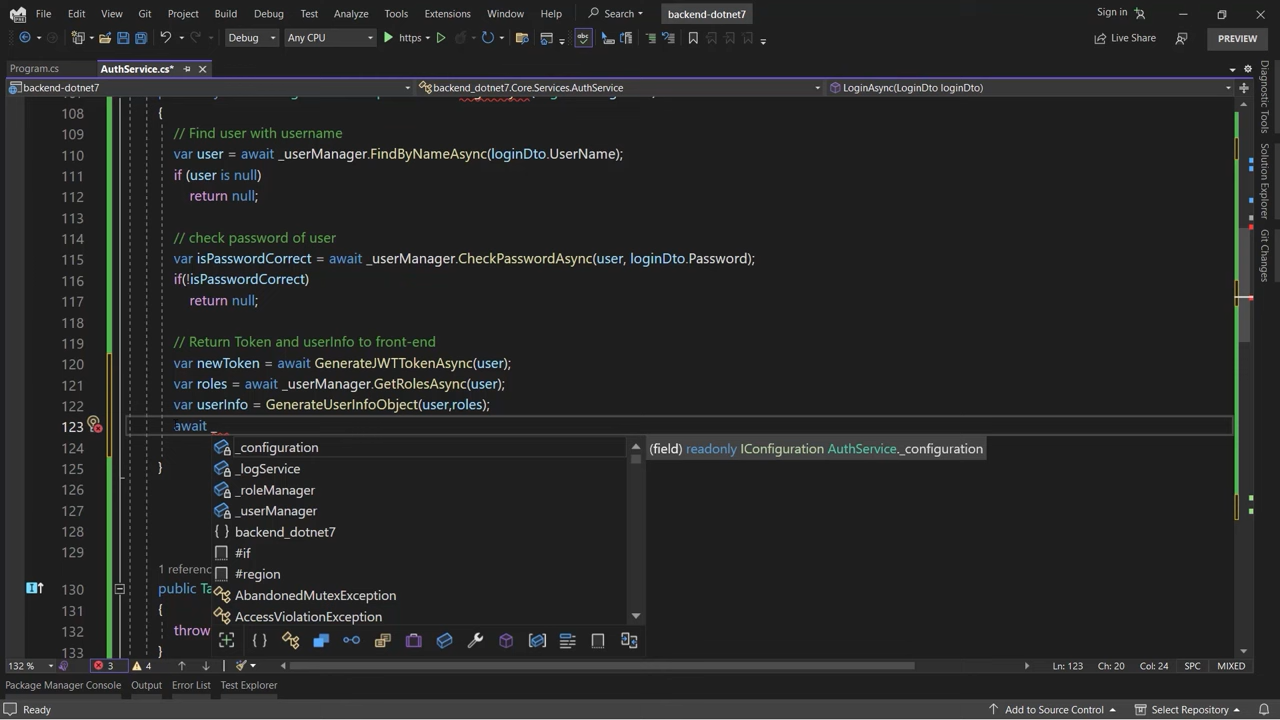 File Edit View Git Project Build Debug Test Analyze Tools Extensions Window Help Search backend-dotnet7 Sign in
Debug Any CPU https Live Share PREVIEW
Program.cs AuthService.cs*
backend-dotnet7 backend_dotnet7.Core.Services.AuthService LoginAsync(LoginDto loginDto)
108 {
109 // Find user with username
110 var user = await _userManager.FindByNameAsync(loginDto.UserName);
111 if (user is null)
112 return null;
113
114 // check password of user
115 var isPasswordCorrect = await _userManager.CheckPasswordAsync(user, loginDto.Password);
116 if(!isPasswordCorrect)
117 return null;
118
119 // Return Token and userInfo to front-end
120 var newToken = await GenerateJWTTokenAsync(user);
121 var roles = await _userManager.GetRolesAsync(user);
122 var userInfo = GenerateUserInfoObject(user,roles);
123 await _
124 _configuration (field) readonly IConfiguration AuthService._configuration
125 } _logService
126 _roleManager
127 _userManager
128 { } backend_dotnet7
129 #if
1 referenc #region
130 public Ta AbandonedMutexException
131 { AccessViolationException
132 throw
133 }
Diagnostic Tools
Solution Explorer
Git Changes
132 % 3 4 Ln: 123 Ch: 20 Col: 24 SPC MIXED
Package Manager Console Output Error List Test Explorer
Ready Add to Source Control Select Repository